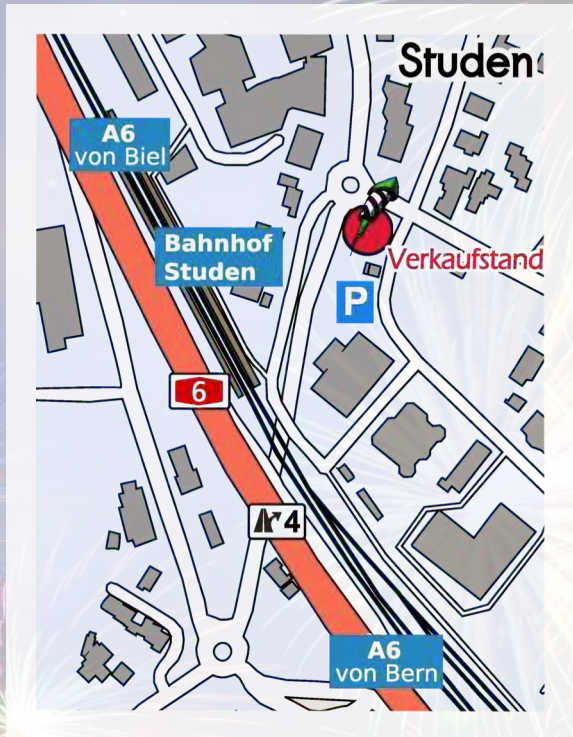 Studen
A6
von Biel
Bahnhof
Studen
Verkaufstand
P
6
4
A6
von Bern